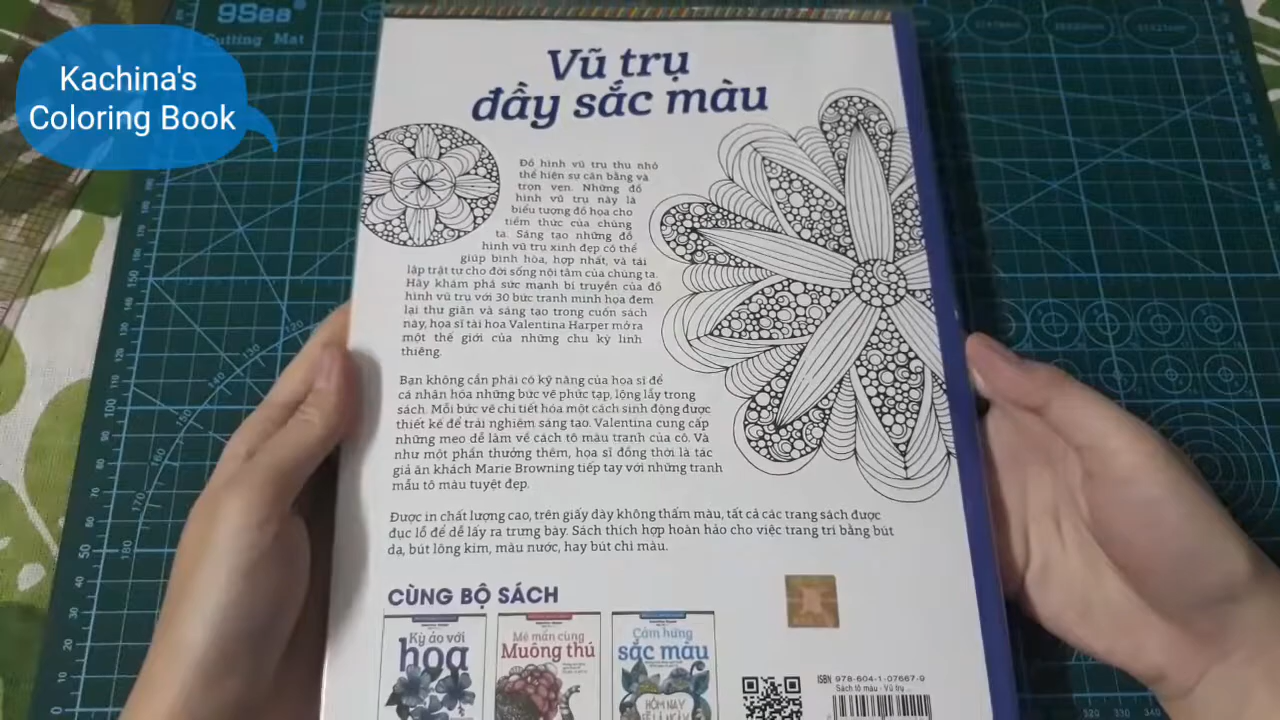 9Sea
Cutting Mat
Kachina's
Coloring Book
Vũ trụ
đầy sắc màu
Đồ hình vũ trụ thu nhỏ
thể hiện sự cân bằng và
trọn vẹn. Những đồ
hình vũ trụ này là
biểu tượng đồ họa cho
tiềm thức của chúng
ta. Sáng tạo những đồ
hình vũ trụ xinh đẹp có thể
giúp bình hòa, hợp nhất, và tái
lập trật tự cho đời sống nội tâm của chúng ta.
Hãy khám phá sức mạnh bí truyền của đồ
hình vũ trụ với 30 bức tranh minh họa đem
lại thư giãn và sáng tạo trong cuốn sách
này, họa sĩ tài hoa Valentina Harper mở ra
một thế giới của những chu kỳ linh
thiêng.
Bạn không cần phải có kỹ năng của họa sĩ để
cá nhân hóa những bức vẽ phức tạp, lộng lẫy trong
sách. Mỗi bức vẽ chi tiết hóa một cách sinh động được
thiết kế để trải nghiệm sáng tạo. Valentina cung cấp
những mẹo dễ làm về cách tô màu tranh của cô. Và
như một phần thưởng thêm, họa sĩ đồng thời là tác
giả ăn khách Marie Browning tiếp tay với những tranh
mẫu tô màu tuyệt đẹp.
Được in chất lượng cao, trên giấy dày không thấm màu, tất cả các trang sách được
đục lỗ để dễ lấy ra trưng bày. Sách thích hợp hoàn hảo cho việc trang trí bằng bút
dạ, bút lông kim, màu nước, hay bút chì màu.
CÙNG BỘ SÁCH
Kỳ ảo với
hoa
Mê mẩn cùng
Muông thú
Cảm hứng
sắc màu
HÔM NAY
ISBN 978-604-1-07667-9
Sách tô màu - Vũ trụ ...